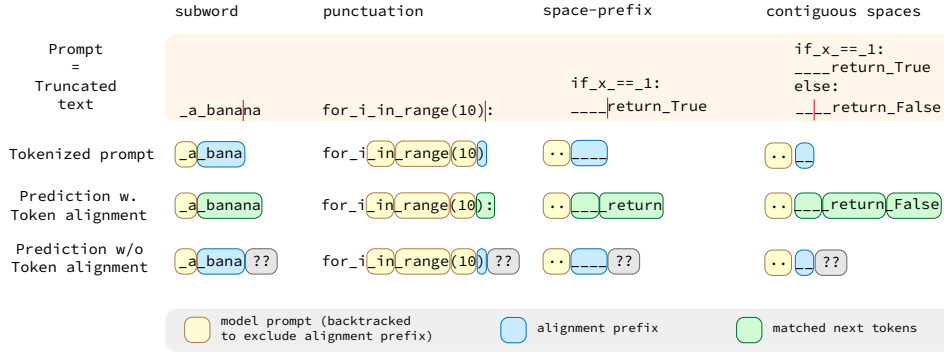 subword punctuation space-prefix contiguous spaces
Prompt
=
Truncated
text
_a_banana
for_i_in_range(10):
if_x_==_1:
____return_True
if_x_==_1:
____return_True
else:
____return_False
Tokenized prompt _a_bana for_i_in_range(10) ..____ ..__
Prediction w.
Token alignment
_a_banana for_i_in_range(10): ..____return ..____return_False
Prediction w/o
Token alignment
_a_bana ?? for_i_in_range(10) ?? ..____ ?? ..__ ??
model prompt (backtracked
to exclude alignment prefix)
alignment prefix
matched next tokens